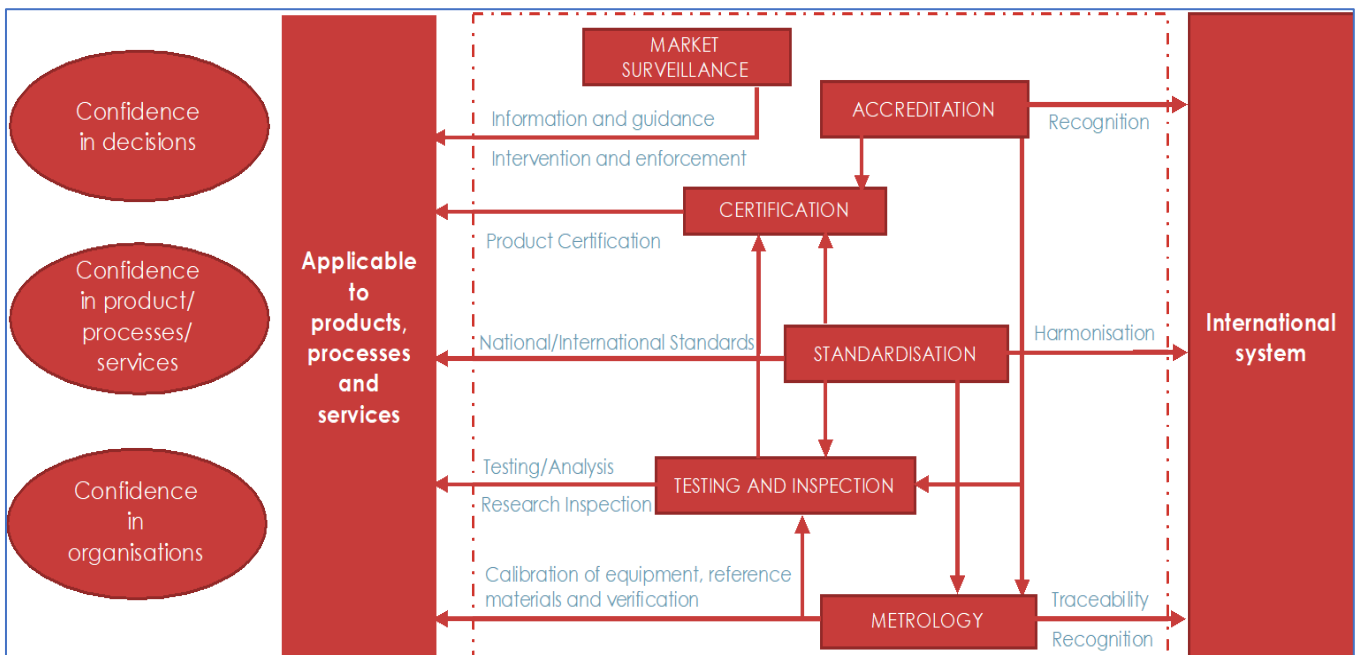 Confidence
in decisions
Confidence
in product/
processes/
services
Confidence
in
organisations
Applicable
to
products,
processes
and
services
MARKET
SURVEILLANCE
Information and guidance
Intervention and enforcement
ACCREDITATION
Recognition
CERTIFICATION
Product Certification
National/International Standards
STANDARDISATION
Harmonisation
Testing/Analysis
Research Inspection
TESTING AND INSPECTION
Calibration of equipment, reference
materials and verification
METROLOGY
Traceability
Recognition
International
system